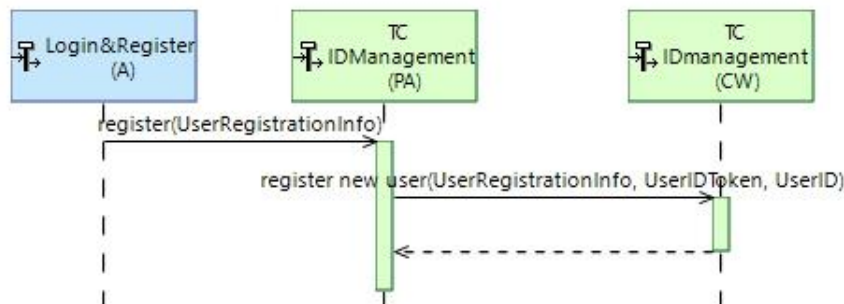 Login&Register
(A)
TC
IDManagement
(PA)
TC
IDmanagement
(CW)
register(UserRegistrationInfo)
register new user(UserRegistrationInfo, UserIDToken, UserID)